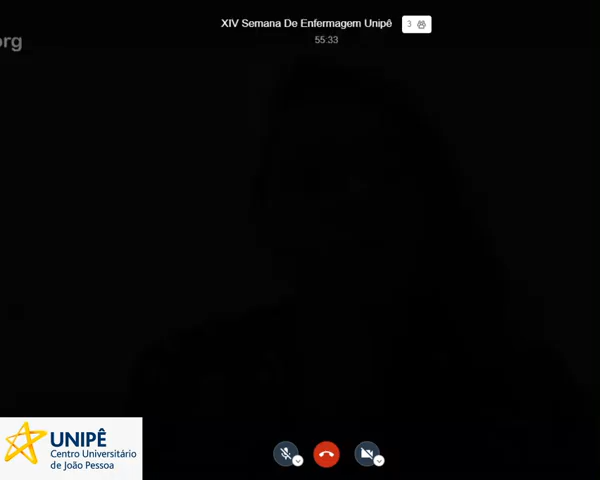 XIV Semana De Enfermagem Unipê 3
55:33
org
UNIPÊ
Centro Universitário
de João Pessoa